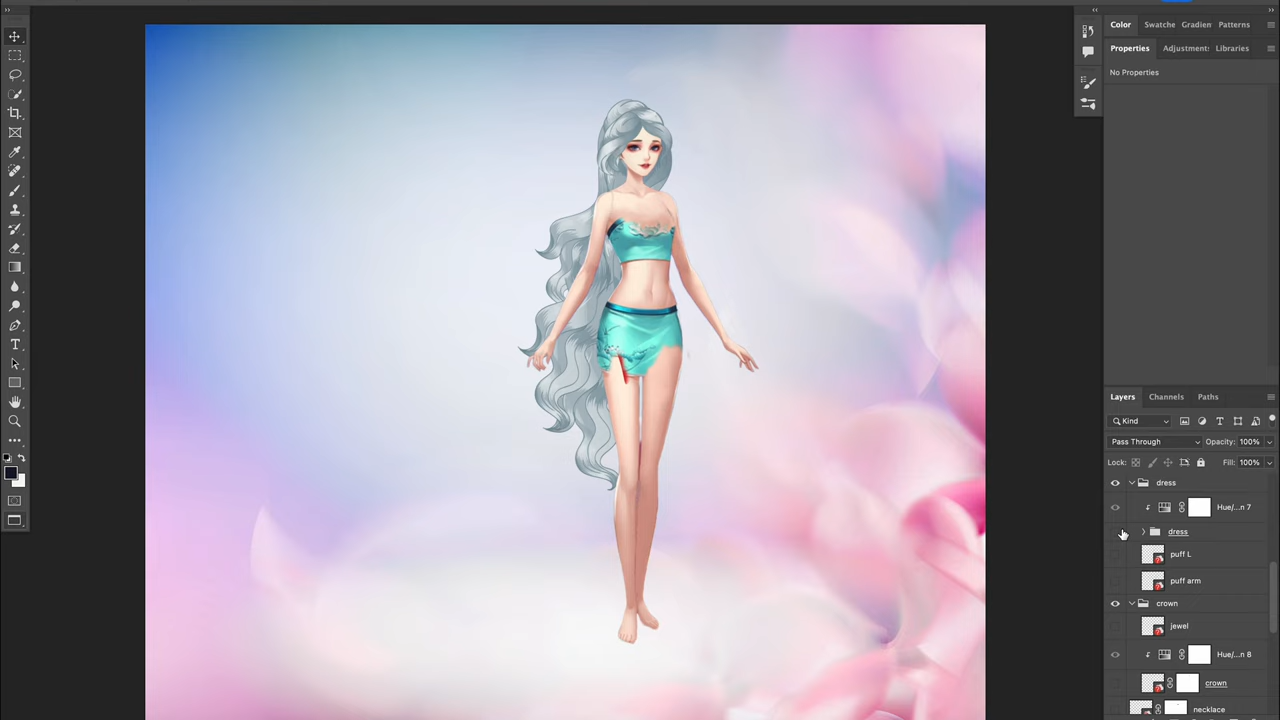 Color Swatche Gradien Patterns
Properties Adjustment: Libraries
No Properties
Layers Channels Paths
Kind
Pass Through Opacity: 100%
Lock: Fill: 100%
dress
Hue/...n 7
dress
puff L
puff arm
crown
jewel
Hue/...n 8
crown
necklace